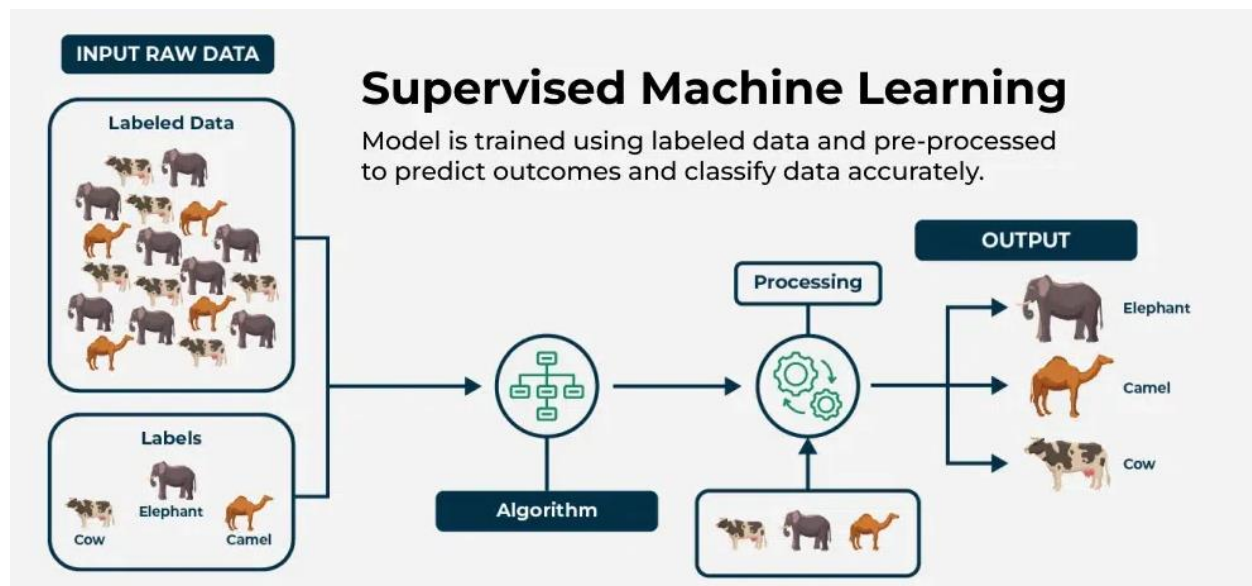 INPUT RAW DATA
Supervised Machine Learning
Model is trained using labeled data and pre-processed
to predict outcomes and classify data accurately.
Labeled Data
Labels
Elephant
Cow
Camel
Algorithm
Processing
OUTPUT
Elephant
Camel
Cow